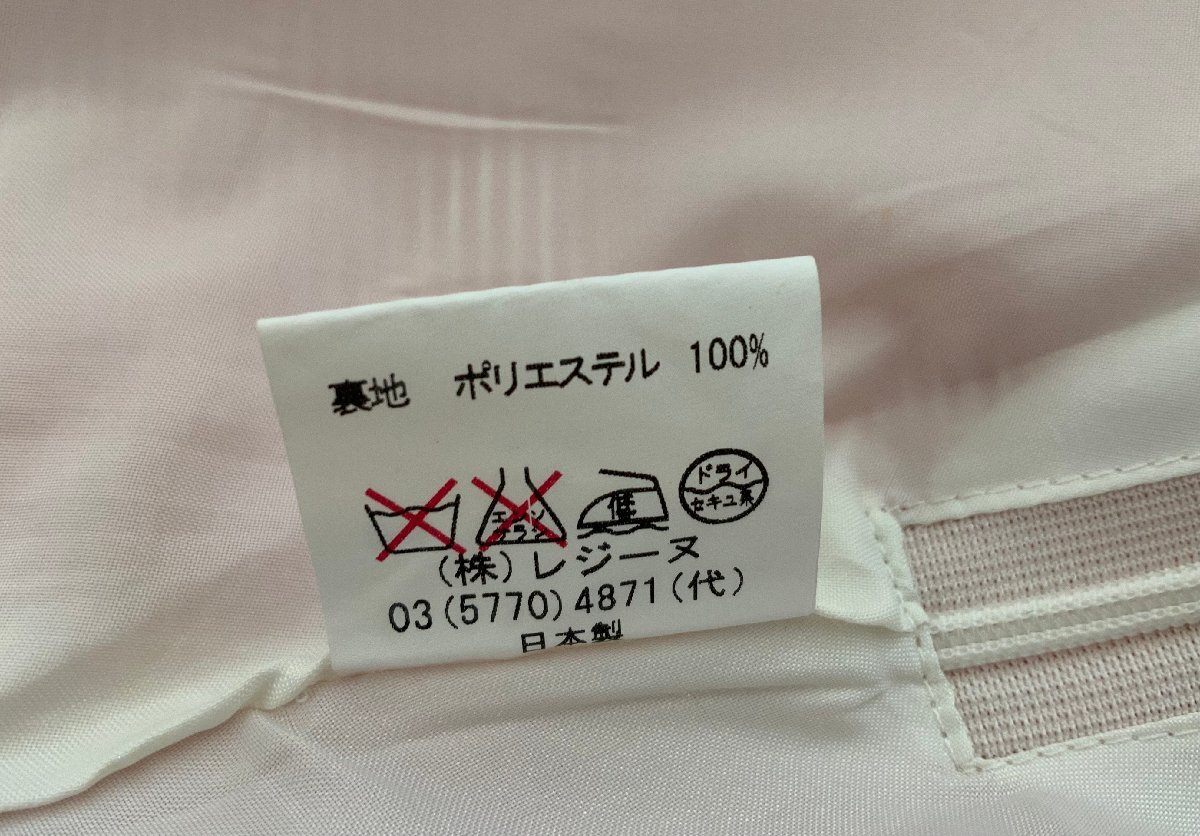 裏地 ポリエステル 100%
エンソ サラシ
低
ドライ
セキユ系
(株)レジーヌ
03(5770)4871(代)
日本製